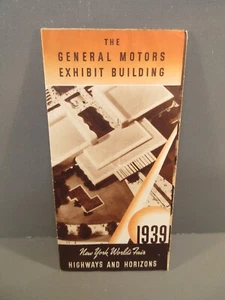 THE
GENERAL MOTORS
EXHIBIT BUILDING
1939
New York World's Fair
HIGHWAYS AND HORIZONS